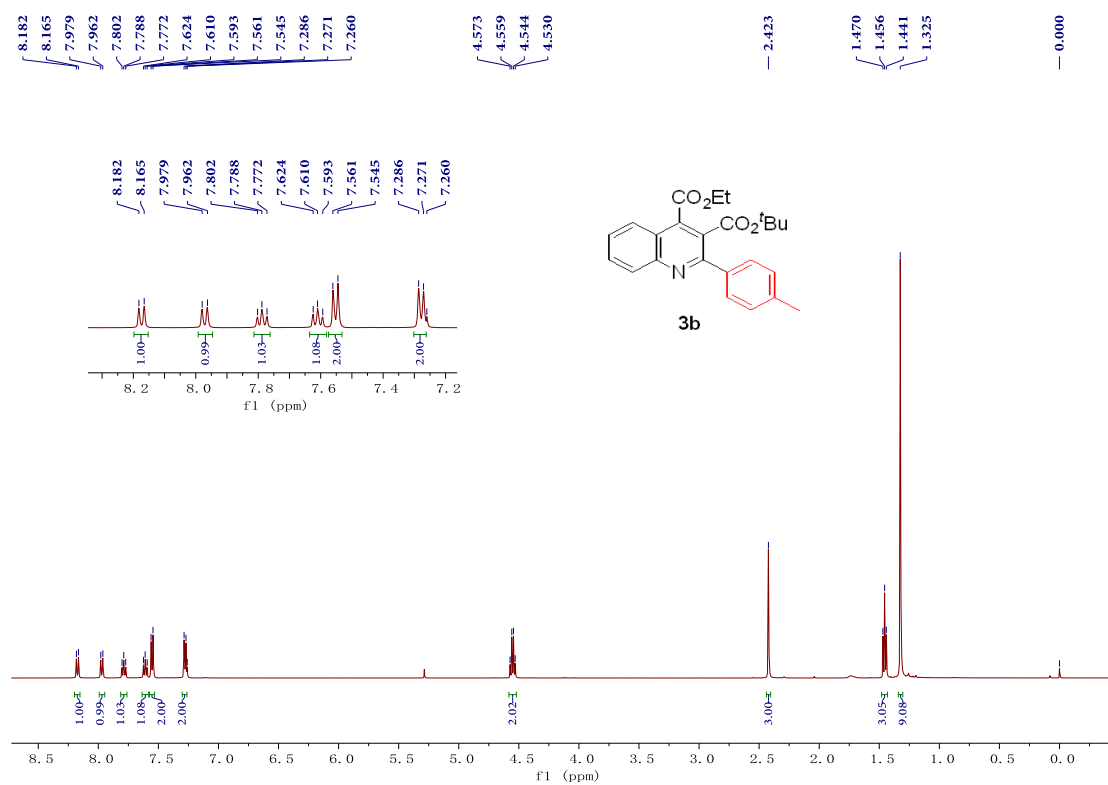 8.182 8.165 7.979 7.962 7.802 7.788 7.772 7.624 7.610 7.593 7.561 7.545 7.286 7.271 7.260 4.573 4.559 4.544 4.530 2.423 1.470 1.456 1.441 1.325 0.000
8.182 8.165 7.979 7.962 7.802 7.788 7.772 7.624 7.610 7.593 7.561 7.545 7.286 7.271 7.260
CO₂Et
CO₂ᵗBu
N
3b
1.00 0.99 1.03 1.08 2.00 2.00
8.2 8.0 7.8 7.6 7.4 7.2
f1 (ppm)
1.00 0.99 1.03 1.08 2.00 2.00 2.02 3.00 3.05 9.08
8.5 8.0 7.5 7.0 6.5 6.0 5.5 5.0 4.5 4.0 3.5 3.0 2.5 2.0 1.5 1.0 0.5 0.0
f1 (ppm)